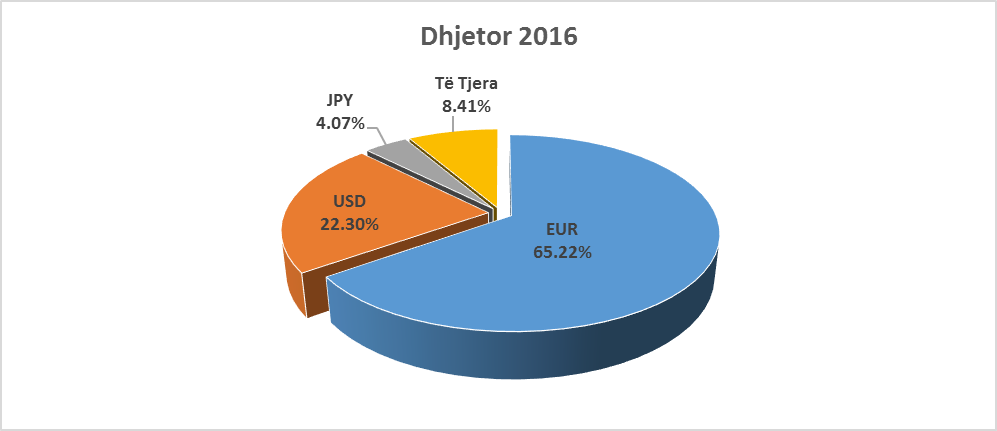 Dhjetor 2016
Të Tjera
8.41%
JPY
4.07%
USD
22.30%
EUR
65.22%